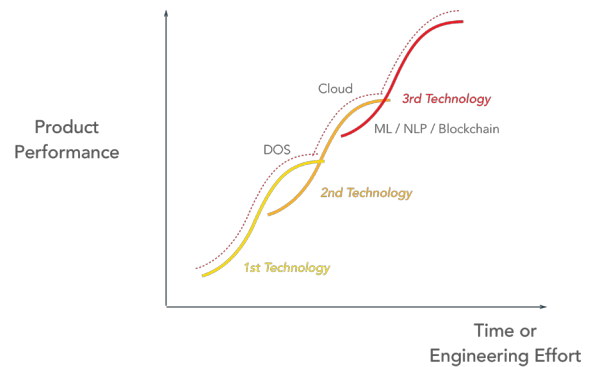 Cloud
3rd Technology
ML / NLP / Blockchain
Product
Performance
DOS
2nd Technology
1st Technology
Time or
Engineering Effort